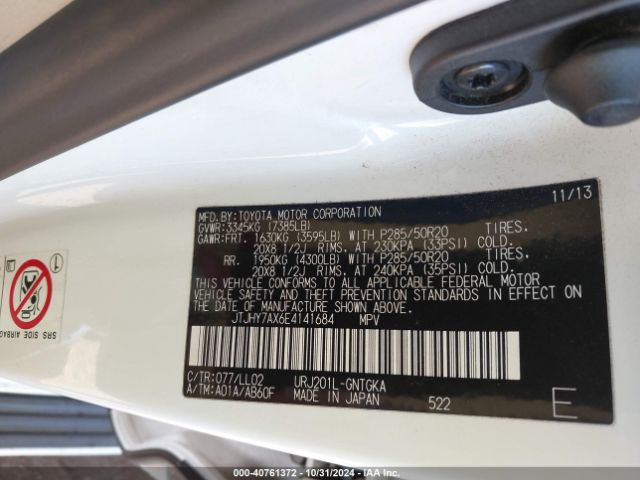 11/13
MFD.BY:TOYOTA MOTOR CORPORATION
GVWR:3345KG (7385LB)
GAWR:FRT. 1630KG (3595LB) WITH P285/50R20 TIRES.
20X8 1/2J RIMS. AT 230KPA (33PSI) COLD.
RR. 1950KG (4300LB) WITH P285/50R20 TIRES.
20X8 1/2J RIMS. AT 240KPA (35PSI) COLD.
THIS VEHICLE CONFORMS TO ALL APPLICABLE FEDERAL MOTOR
VEHICLE SAFETY AND BUMPER STANDARDS IN EFFECT ON
THE DATE OF MANUFACTURE SHOWN ABOVE.
JTJHY7AX6E4141684 MPV
C/TR:077/LL02 URJ201L-GNTGKA
A/TM:A01A/AB60F MADE IN JAPAN 522 E
SRS SIDE AIRBAG
000-40761372 - 10/31/2024 - IAA Inc.